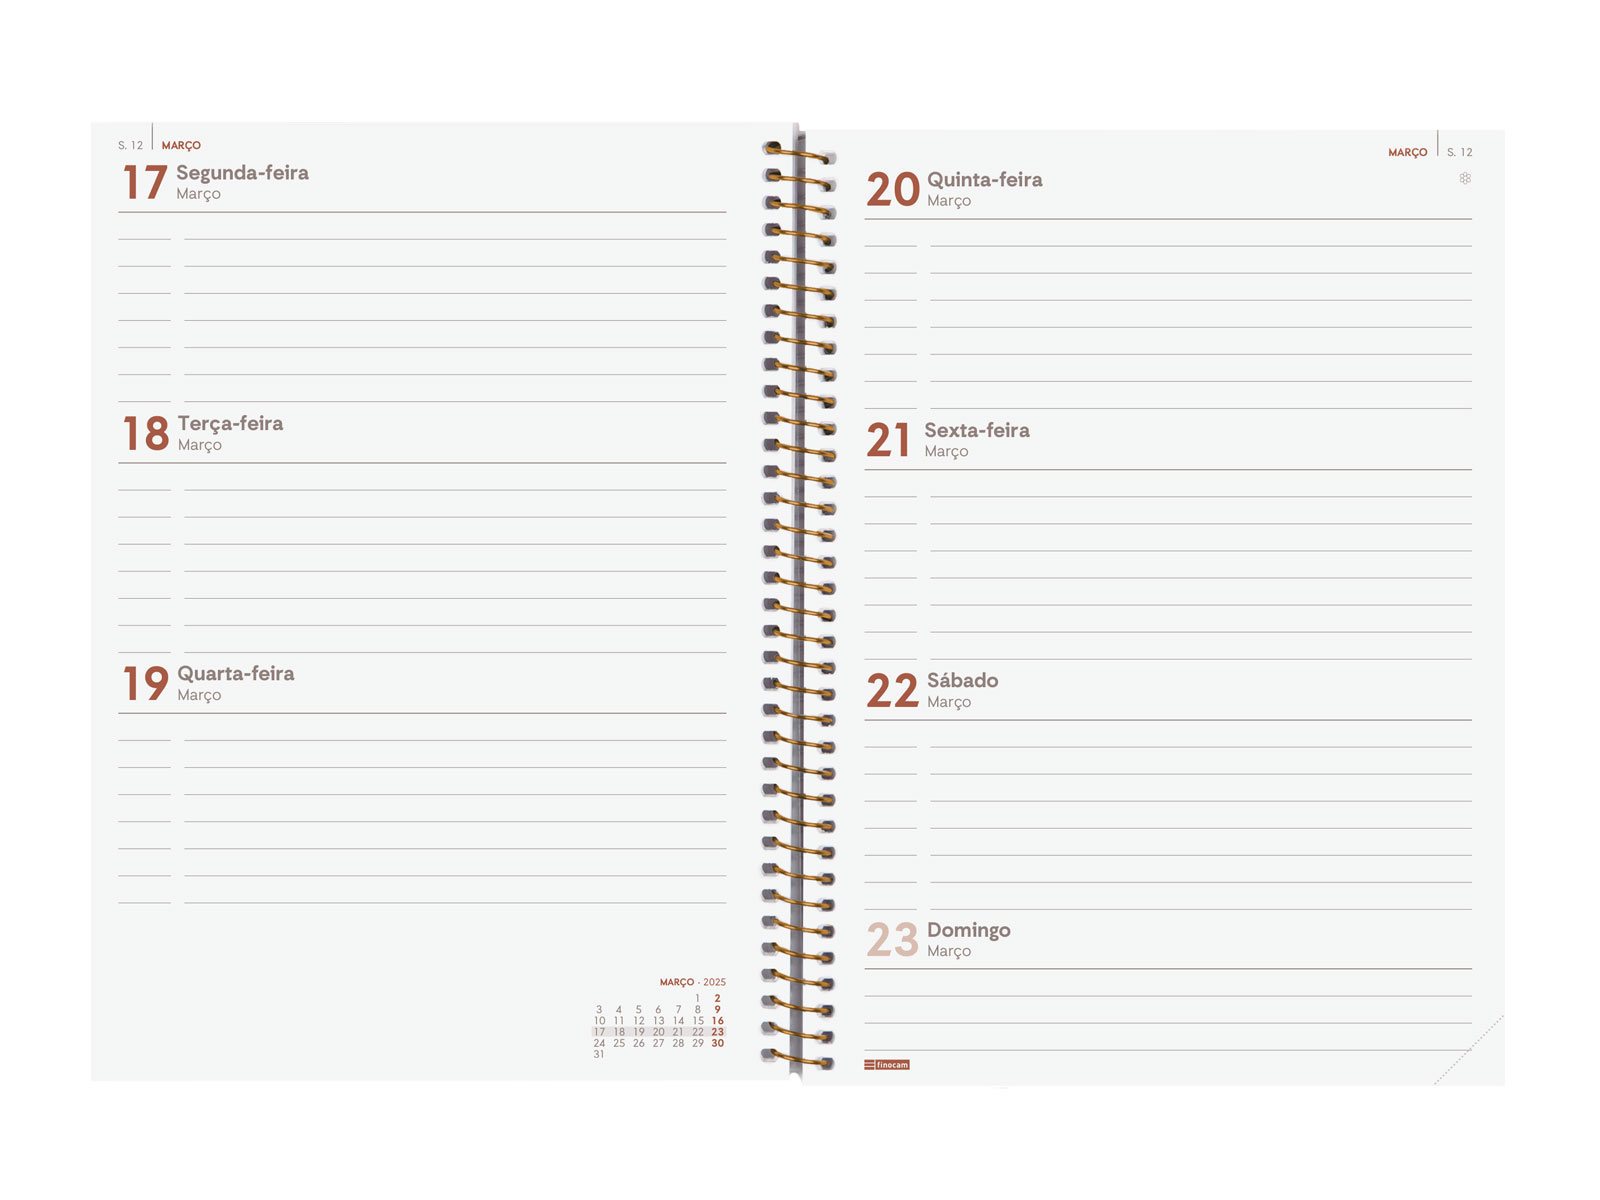 S. 12 MARÇO
17 Segunda-feira
Março
18 Terça-feira
Março
19 Quarta-feira
Março
MARÇO - 2025
1 2
3 4 5 6 7 8 9
10 11 12 13 14 15 16
17 18 19 20 21 22 23
24 25 26 27 28 29 30
31
MARÇO S. 12
20 Quinta-feira
Março
21 Sexta-feira
Março
22 Sábado
Março
23 Domingo
Março
finocam